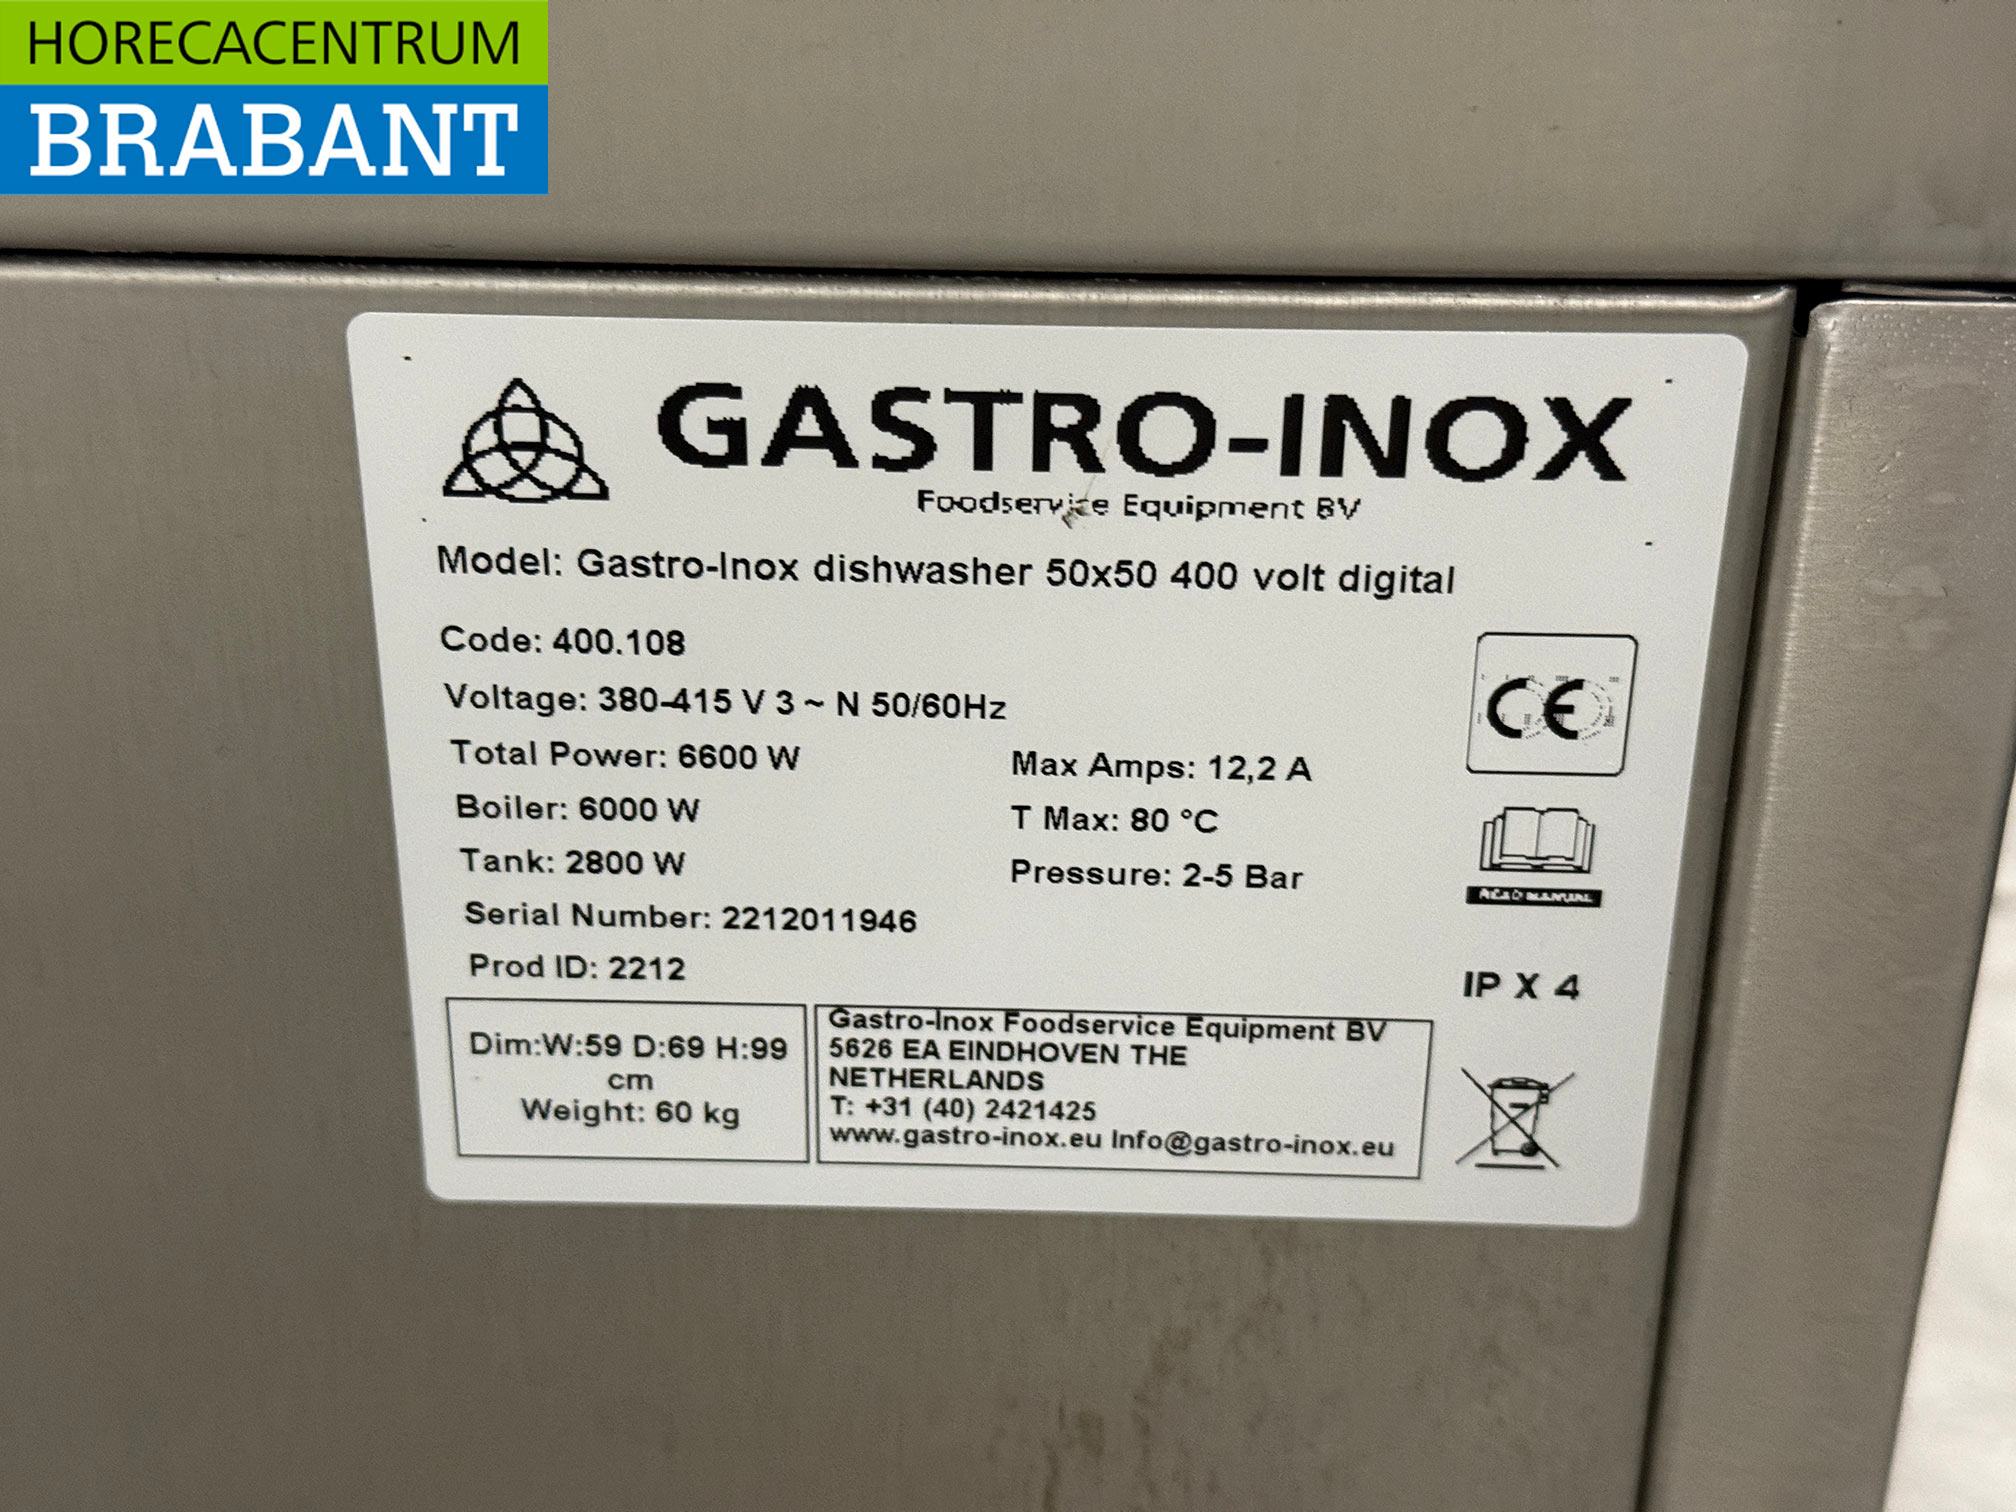 HORECACENTRUM
BRABANT
GASTRO-INOX
Foodservice Equipment BV
Model: Gastro-Inox dishwasher 50x50 400 volt digital
Code: 400.108
Voltage: 380-415 V 3 ~ N 50/60Hz
Total Power: 6600 W
Max Amps: 12,2 A
Boiler: 6000 W
T Max: 80 °C
Tank: 2800 W
Pressure: 2-5 Bar
Serial Number: 2212011946
Prod ID: 2212
CE
READ MANUAL
IP X 4
Dim:W:59 D:69 H:99
cm
Weight: 60 kg
Gastro-Inox Foodservice Equipment BV
5626 EA EINDHOVEN THE
NETHERLANDS
T: +31 (40) 2421425
www.gastro-inox.eu Info@gastro-inox.eu